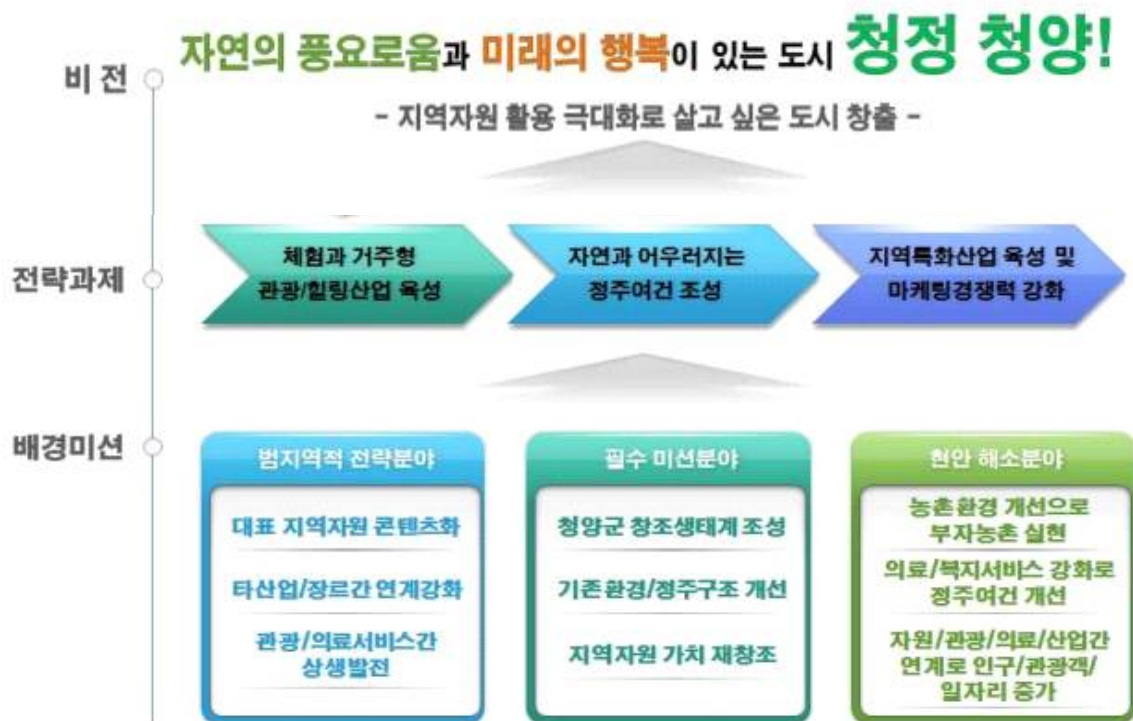 비 전
자연의 풍요로움과 미래의 행복이 있는 도시 청정 청양!
- 지역자원 활용 극대화로 살고 싶은 도시 창출 -
전략과제
체험과 거주형
관광/힐링산업 육성
자연과 어우러지는
정주여건 조성
지역특화산업 육성 및
마케팅경쟁력 강화
배경미션
범지역적 전략분야
대표 지역자원 콘텐츠화
타산업/장르간 연계강화
관광/의료서비스간
상생발전
필수 미션분야
청양군 창조생태계 조성
기존환경/정주구조 개선
지역자원 가치 재창조
현안 해소분야
농촌환경 개선으로
부자농촌 실현
의료/복지서비스 강화로
정주여건 개선
자원/관광/의료/산업간
연계로 인구/관광객/
일자리 증가